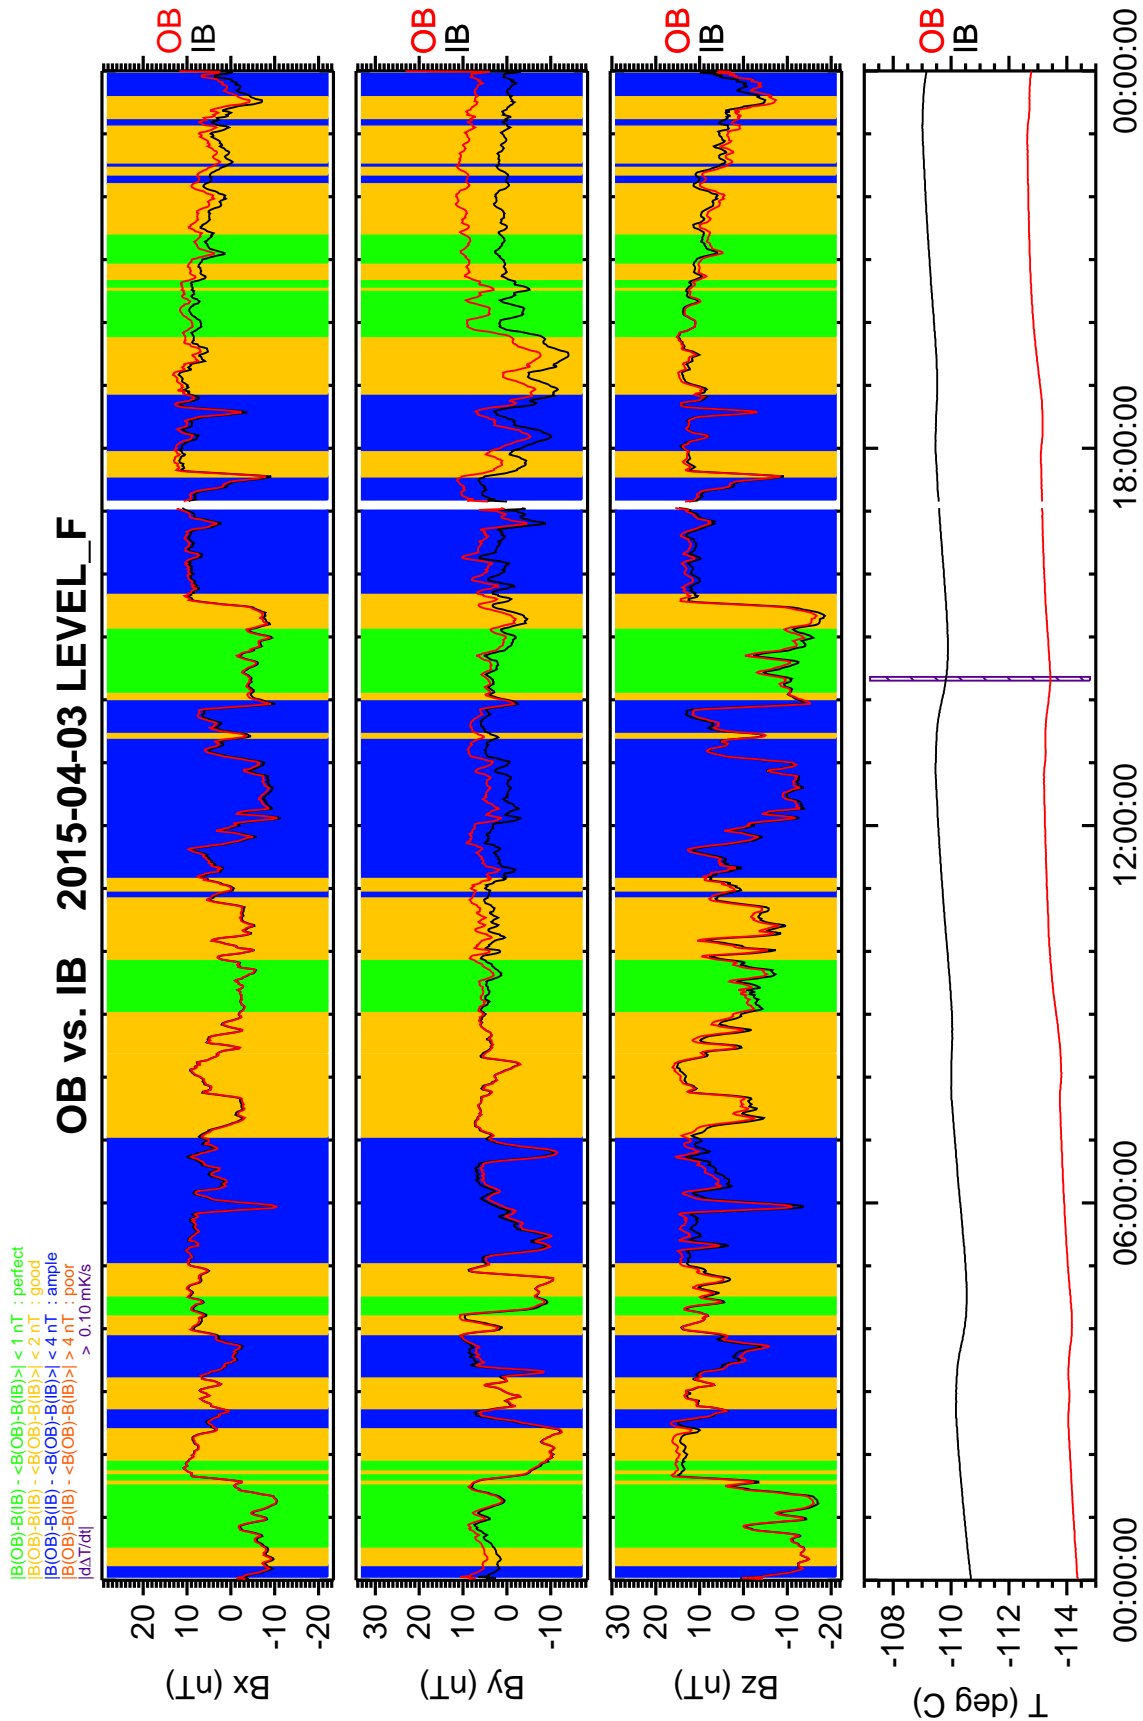 OB vs. IB 2015-04-03 LEVEL_F
|B(OB)-B(IB) - <B(OB)-B(IB)>| < 1 nT : perfect
|B(OB)-B(IB) - <B(OB)-B(IB)>| < 2 nT : good
|B(OB)-B(IB) - <B(OB)-B(IB)>| < 4 nT : ample
|B(OB)-B(IB) - <B(OB)-B(IB)>| > 4 nT : poor
|dΔT/dt| > 0.10 mK/s
Bx (nT)
20
10
0
-10
-20
OB
IB
By (nT)
30
20
10
0
-10
OB
IB
Bz (nT)
30
20
10
0
-10
-20
OB
IB
T (deg C)
-108
-110
-112
-114
OB
IB
00:00:00
06:00:00
12:00:00
18:00:00
00:00:00